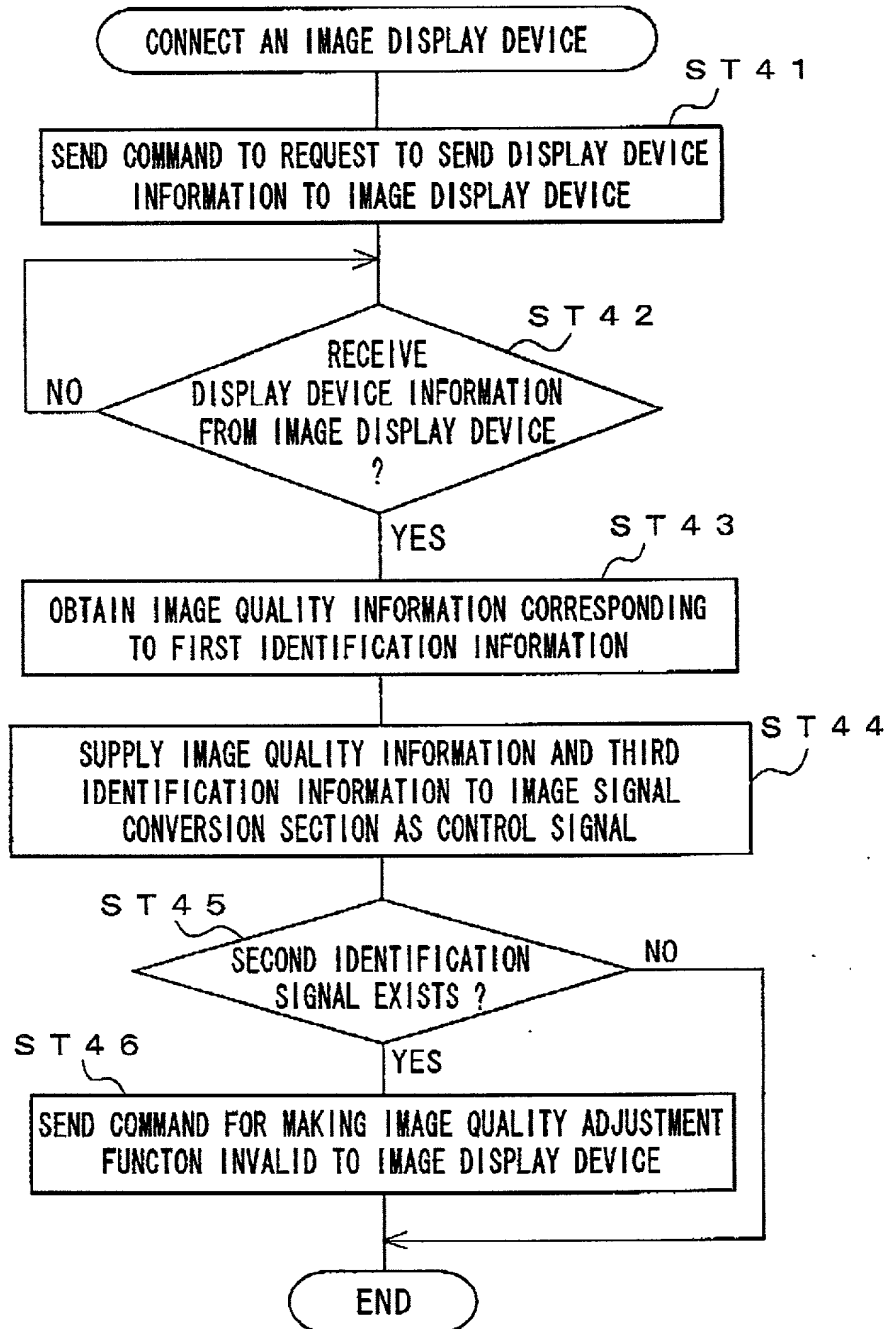 CONNECT AN IMAGE DISPLAY DEVICE
ST41
SEND COMMAND TO REQUEST TO SEND DISPLAY DEVICE
INFORMATION TO IMAGE DISPLAY DEVICE
ST42
RECEIVE
DISPLAY DEVICE INFORMATION
FROM IMAGE DISPLAY DEVICE
?
NO
YES
ST43
OBTAIN IMAGE QUALITY INFORMATION CORRESPONDING
TO FIRST IDENTIFICATION INFORMATION
ST44
SUPPLY IMAGE QUALITY INFORMATION AND THIRD
IDENTIFICATION INFORMATION TO IMAGE SIGNAL
CONVERSION SECTION AS CONTROL SIGNAL
ST45
SECOND IDENTIFICATION
SIGNAL EXISTS ?
NO
YES
ST46
SEND COMMAND FOR MAKING IMAGE QUALITY ADJUSTMENT
FUNCTON INVALID TO IMAGE DISPLAY DEVICE
END